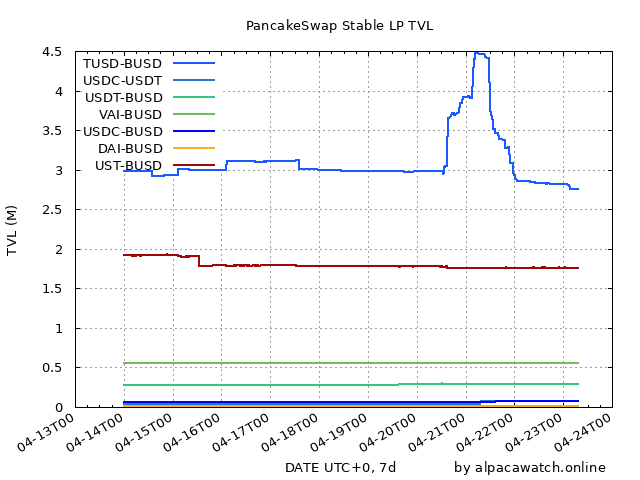 PancakeSwap Stable LP TVL
4.5
4
3.5
3
2.5
2
1.5
1
0.5
0
TVL (M)
TUSD-BUSD
USDC-USDT
USDT-BUSD
VAI-BUSD
USDC-BUSD
DAI-BUSD
UST-BUSD
04-13T00
04-14T00
04-15T00
04-16T00
04-17T00
04-18T00
04-19T00
04-20T00
04-21T00
04-22T00
04-23T00
04-24T00
DATE UTC+0, 7d
by alpacawatch.online